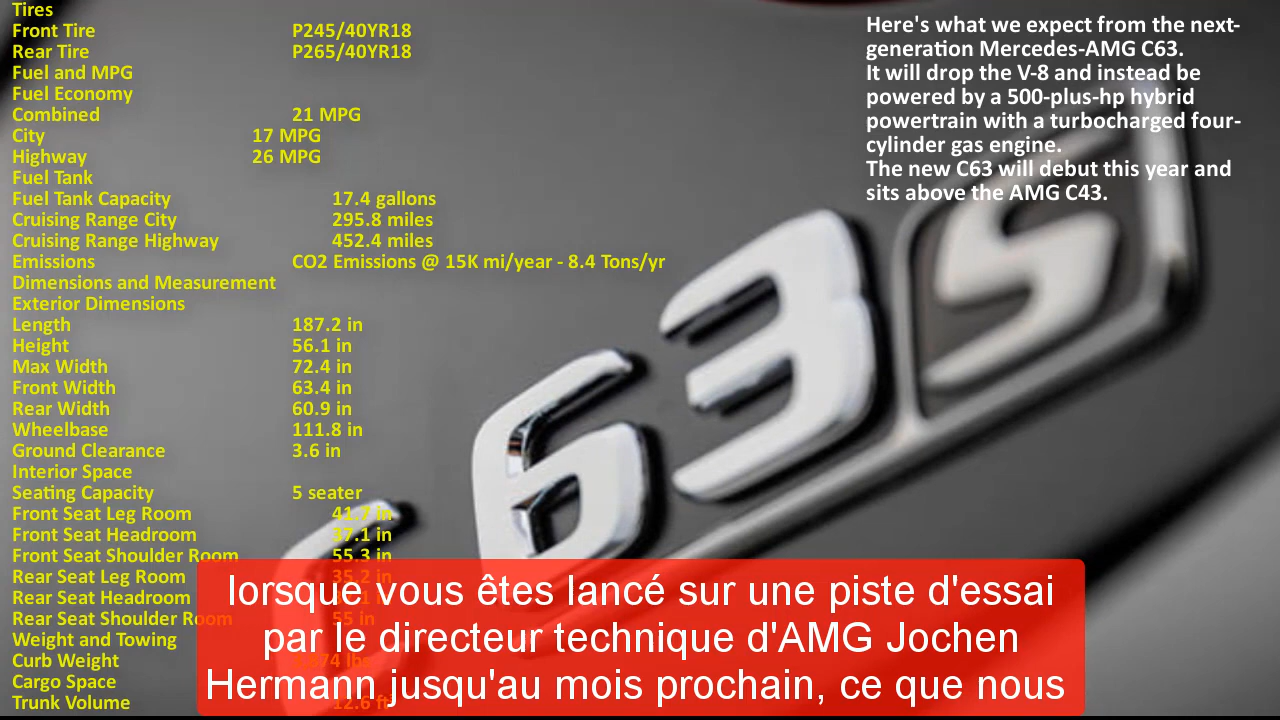 Tires
Front Tire P245/40YR18
Rear Tire P265/40YR18
Fuel and MPG
Fuel Economy
Combined 21 MPG
City 17 MPG
Highway 26 MPG
Fuel Tank
Fuel Tank Capacity 17.4 gallons
Cruising Range City 295.8 miles
Cruising Range Highway 452.4 miles
Emissions CO2 Emissions @ 15K mi/year - 8.4 Tons/yr
Dimensions and Measurement
Exterior Dimensions
Length 187.2 in
Height 56.1 in
Max Width 72.4 in
Front Width 63.4 in
Rear Width 60.9 in
Wheelbase 111.8 in
Ground Clearance 3.6 in
Interior Space
Seating Capacity 5 seater
Front Seat Leg Room 41.7 in
Front Seat Headroom 37.1 in
Front Seat Shoulder Room 55.3 in
Rear Seat Leg Room 35.2 in
Rear Seat Headroom
Rear Seat Shoulder Room 55 in
Weight and Towing
Curb Weight lbs
Cargo Space
Trunk Volume 12.6
Here's what we expect from the next-
generation Mercedes-AMG C63.
It will drop the V-8 and instead be
powered by a 500-plus-hp hybrid
powertrain with a turbocharged four-
cylinder gas engine.
The new C63 will debut this year and
sits above the AMG C43.
C 63 S
lorsque vous êtes lancé sur une piste d'essai
par le directeur technique d'AMG Jochen
Hermann jusqu'au mois prochain, ce que nous